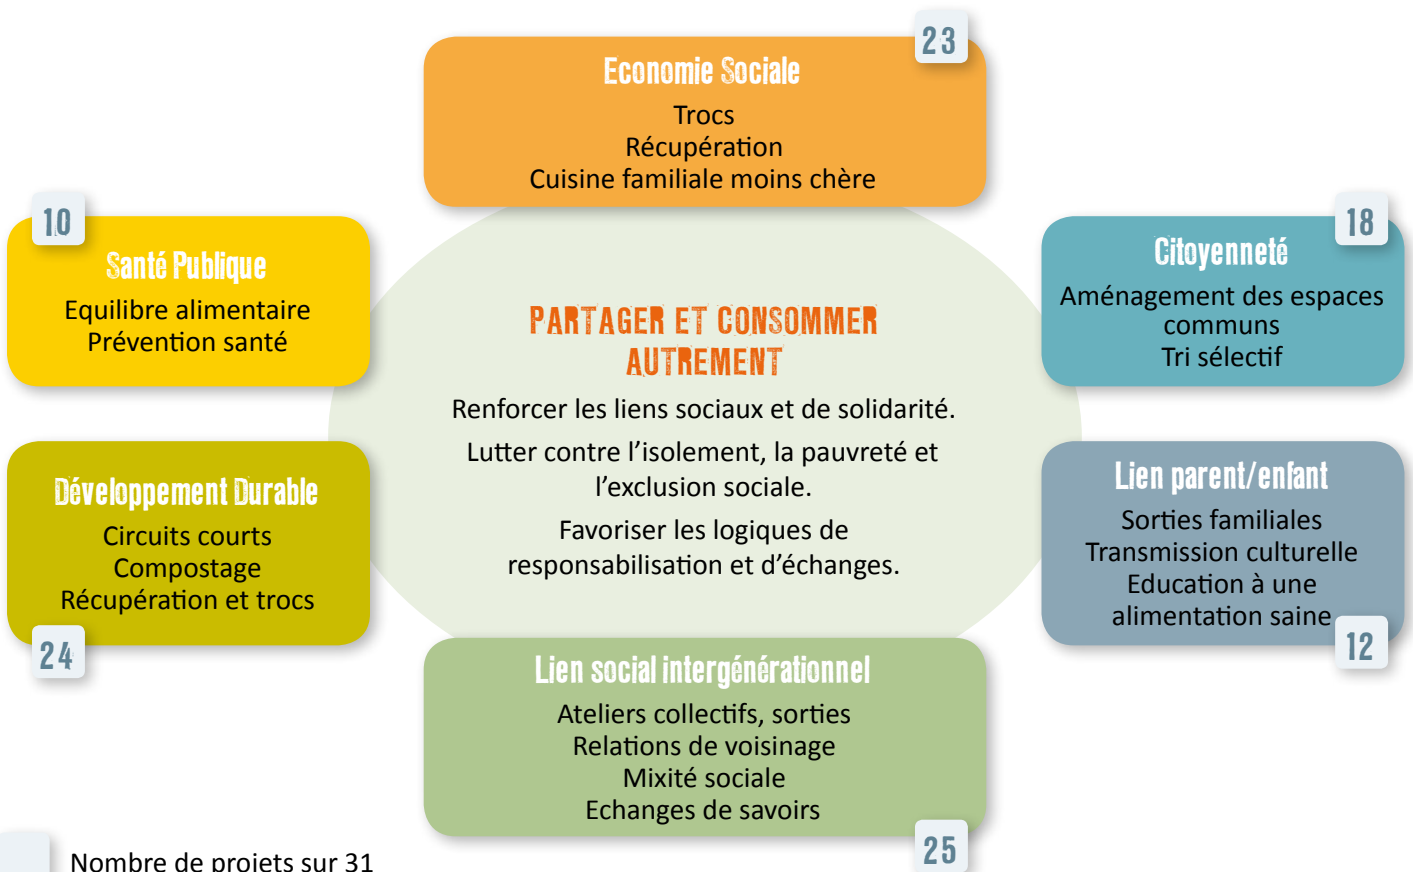 23
Economie Sociale
Trocs
Récupération
Cuisine familiale moins chère
10
Santé Publique
Equilibre alimentaire
Prévention santé
18
Citoyenneté
Aménagement des espaces
communs
Tri sélectif
PARTAGER ET CONSOMMER
AUTREMENT
Renforcer les liens sociaux et de solidarité.
Lutter contre l’isolement, la pauvreté et
l’exclusion sociale.
Favoriser les logiques de
responsabilisation et d’échanges.
Développement Durable
Circuits courts
Compostage
Récupération et trocs
24
Lien parent/enfant
Sorties familiales
Transmission culturelle
Education à une
alimentation saine
12
Lien social intergénérationnel
Ateliers collectifs, sorties
Relations de voisinage
Mixité sociale
Echanges de savoirs
25
Nombre de projets sur 31